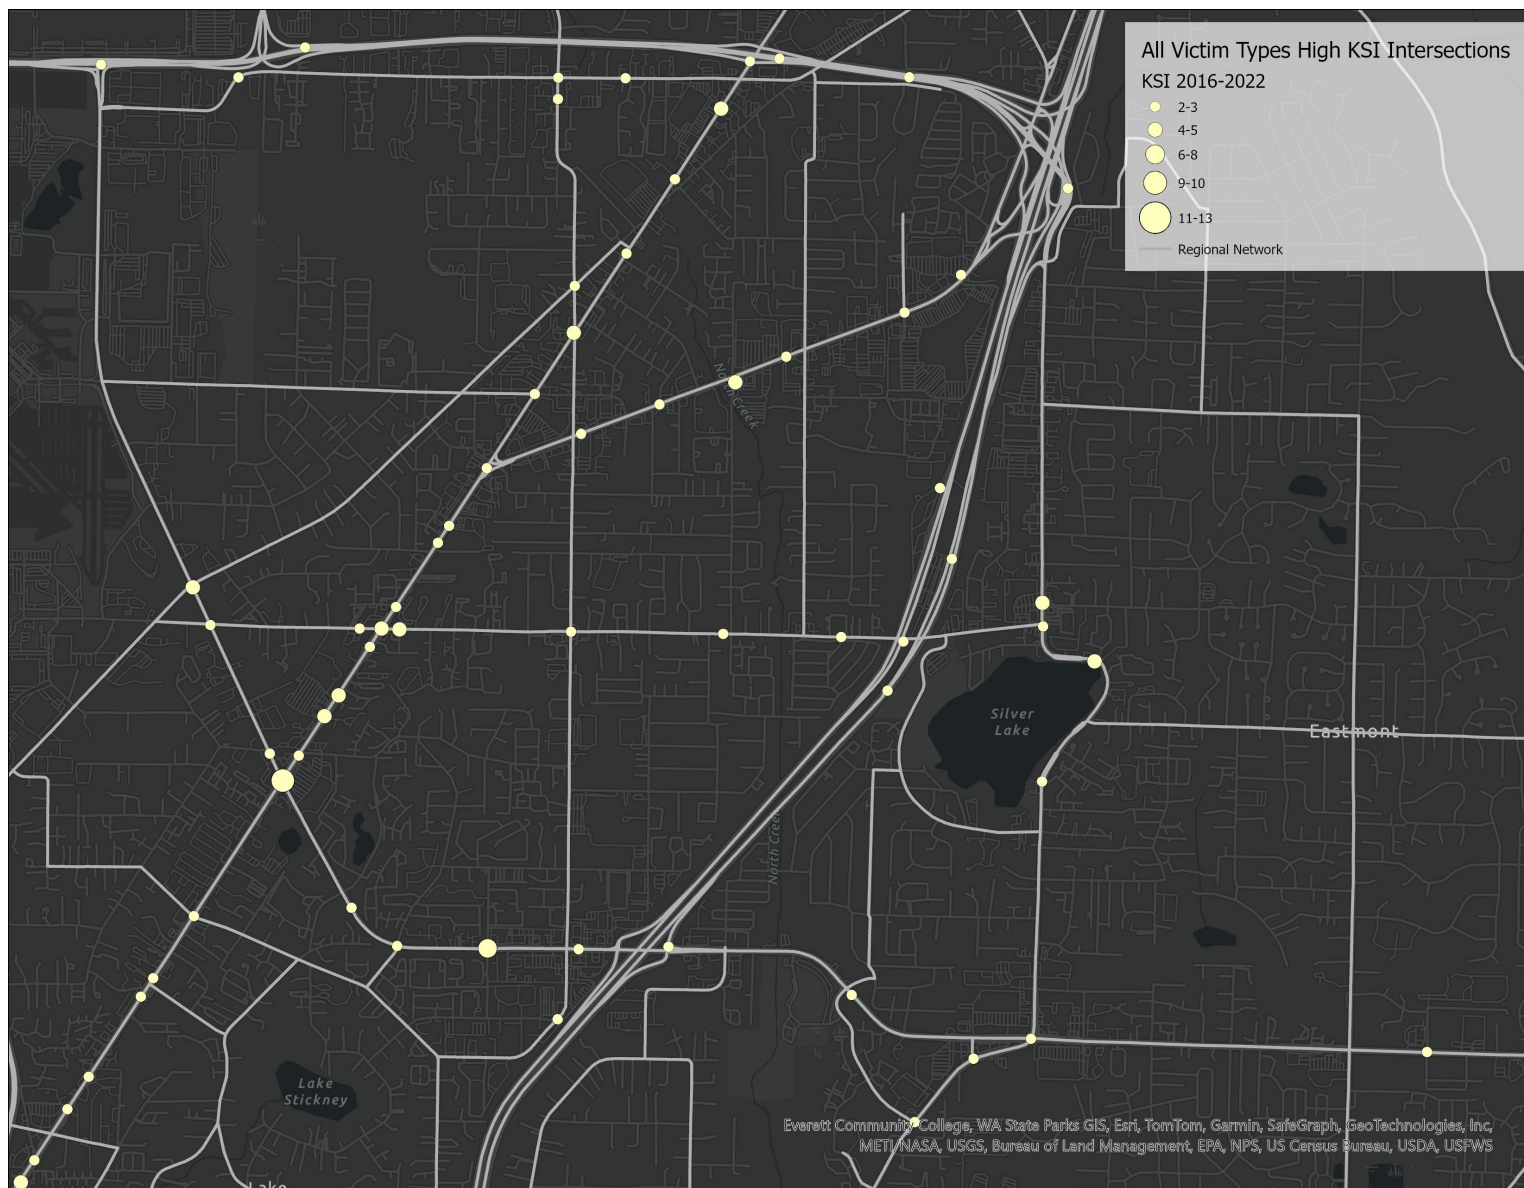 All Victim Types High KSI Intersections
KSI 2016-2022
2-3
4-5
6-8
9-10
11-13
Regional Network
North Creek
Silver
Lake
Eastmont
North Creek
Lake
Stickney
Everett Community College, WA State Parks GIS, Esri, TomTom, Garmin, SafeGraph, GeoTechnologies, Inc,
METI/NASA, USGS, Bureau of Land Management, EPA, NPS, US Census Bureau, USDA, USFWS
Lake